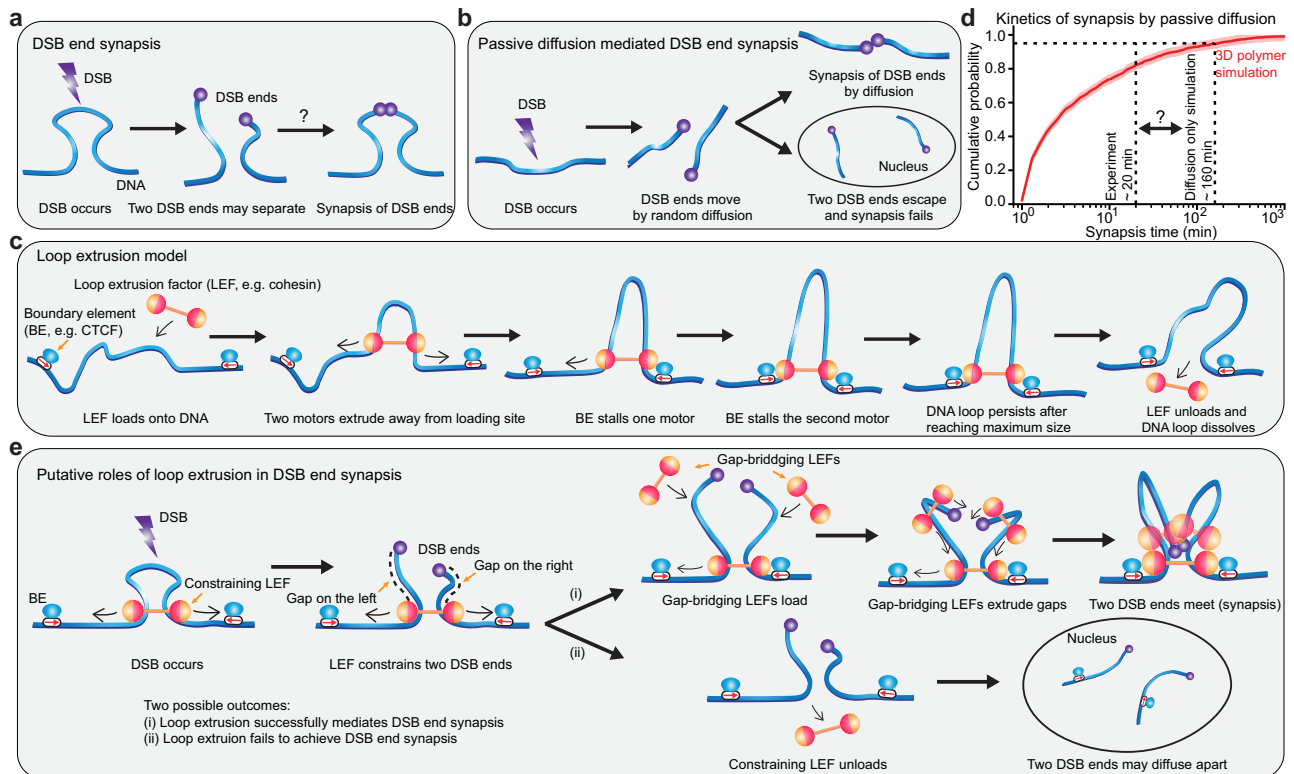 a
DSB end synapsis
DSB
DSB ends
?
DNA
DSB occurs
Two DSB ends may separate
Synapsis of DSB ends
b
Passive diffusion mediated DSB end synapsis
DSB
Synapsis of DSB ends
by diffusion
Nucleus
DSB occurs
DSB ends move
by random diffusion
Two DSB ends escape
and synapsis fails
d
Kinetics of synapsis by passive diffusion
Cumulative probability
1.0
0.8
0.6
0.4
0.2
0.0
3D polymer
simulation
?
Experiment
~20 min
Diffusion only simulation
~160 min
10⁰
10¹
10²
10³
Synapsis time (min)
c
Loop extrusion model
Loop extrusion factor (LEF, e.g. cohesin)
Boundary element
(BE, e.g. CTCF)
LEF loads onto DNA
Two motors extrude away from loading site
BE stalls one motor
BE stalls the second motor
DNA loop persists after
reaching maximum size
LEF unloads and
DNA loop dissolves
e
Putative roles of loop extrusion in DSB end synapsis
DSB
Constraining LEF
BE
DSB occurs
DSB ends
Gap on the right
Gap on the left
LEF constrains two DSB ends
(i)
(ii)
Gap-briddging LEFs
Gap-bridging LEFs load
Gap-bridging LEFs extrude gaps
Two DSB ends meet (synapsis)
Two possible outcomes:
(i) Loop extrusion successfully mediates DSB end synapsis
(ii) Loop extruion fails to achieve DSB end synapsis
Constraining LEF unloads
Nucleus
Two DSB ends may diffuse apart